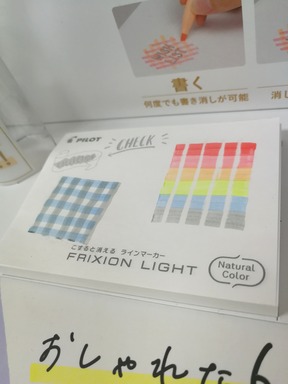 書く
何度でも書き消しが可能
消し
PILOT
CHECK
こすると消える ラインマーカー
FRIXION LIGHT
Natural
Color
おしゃれな